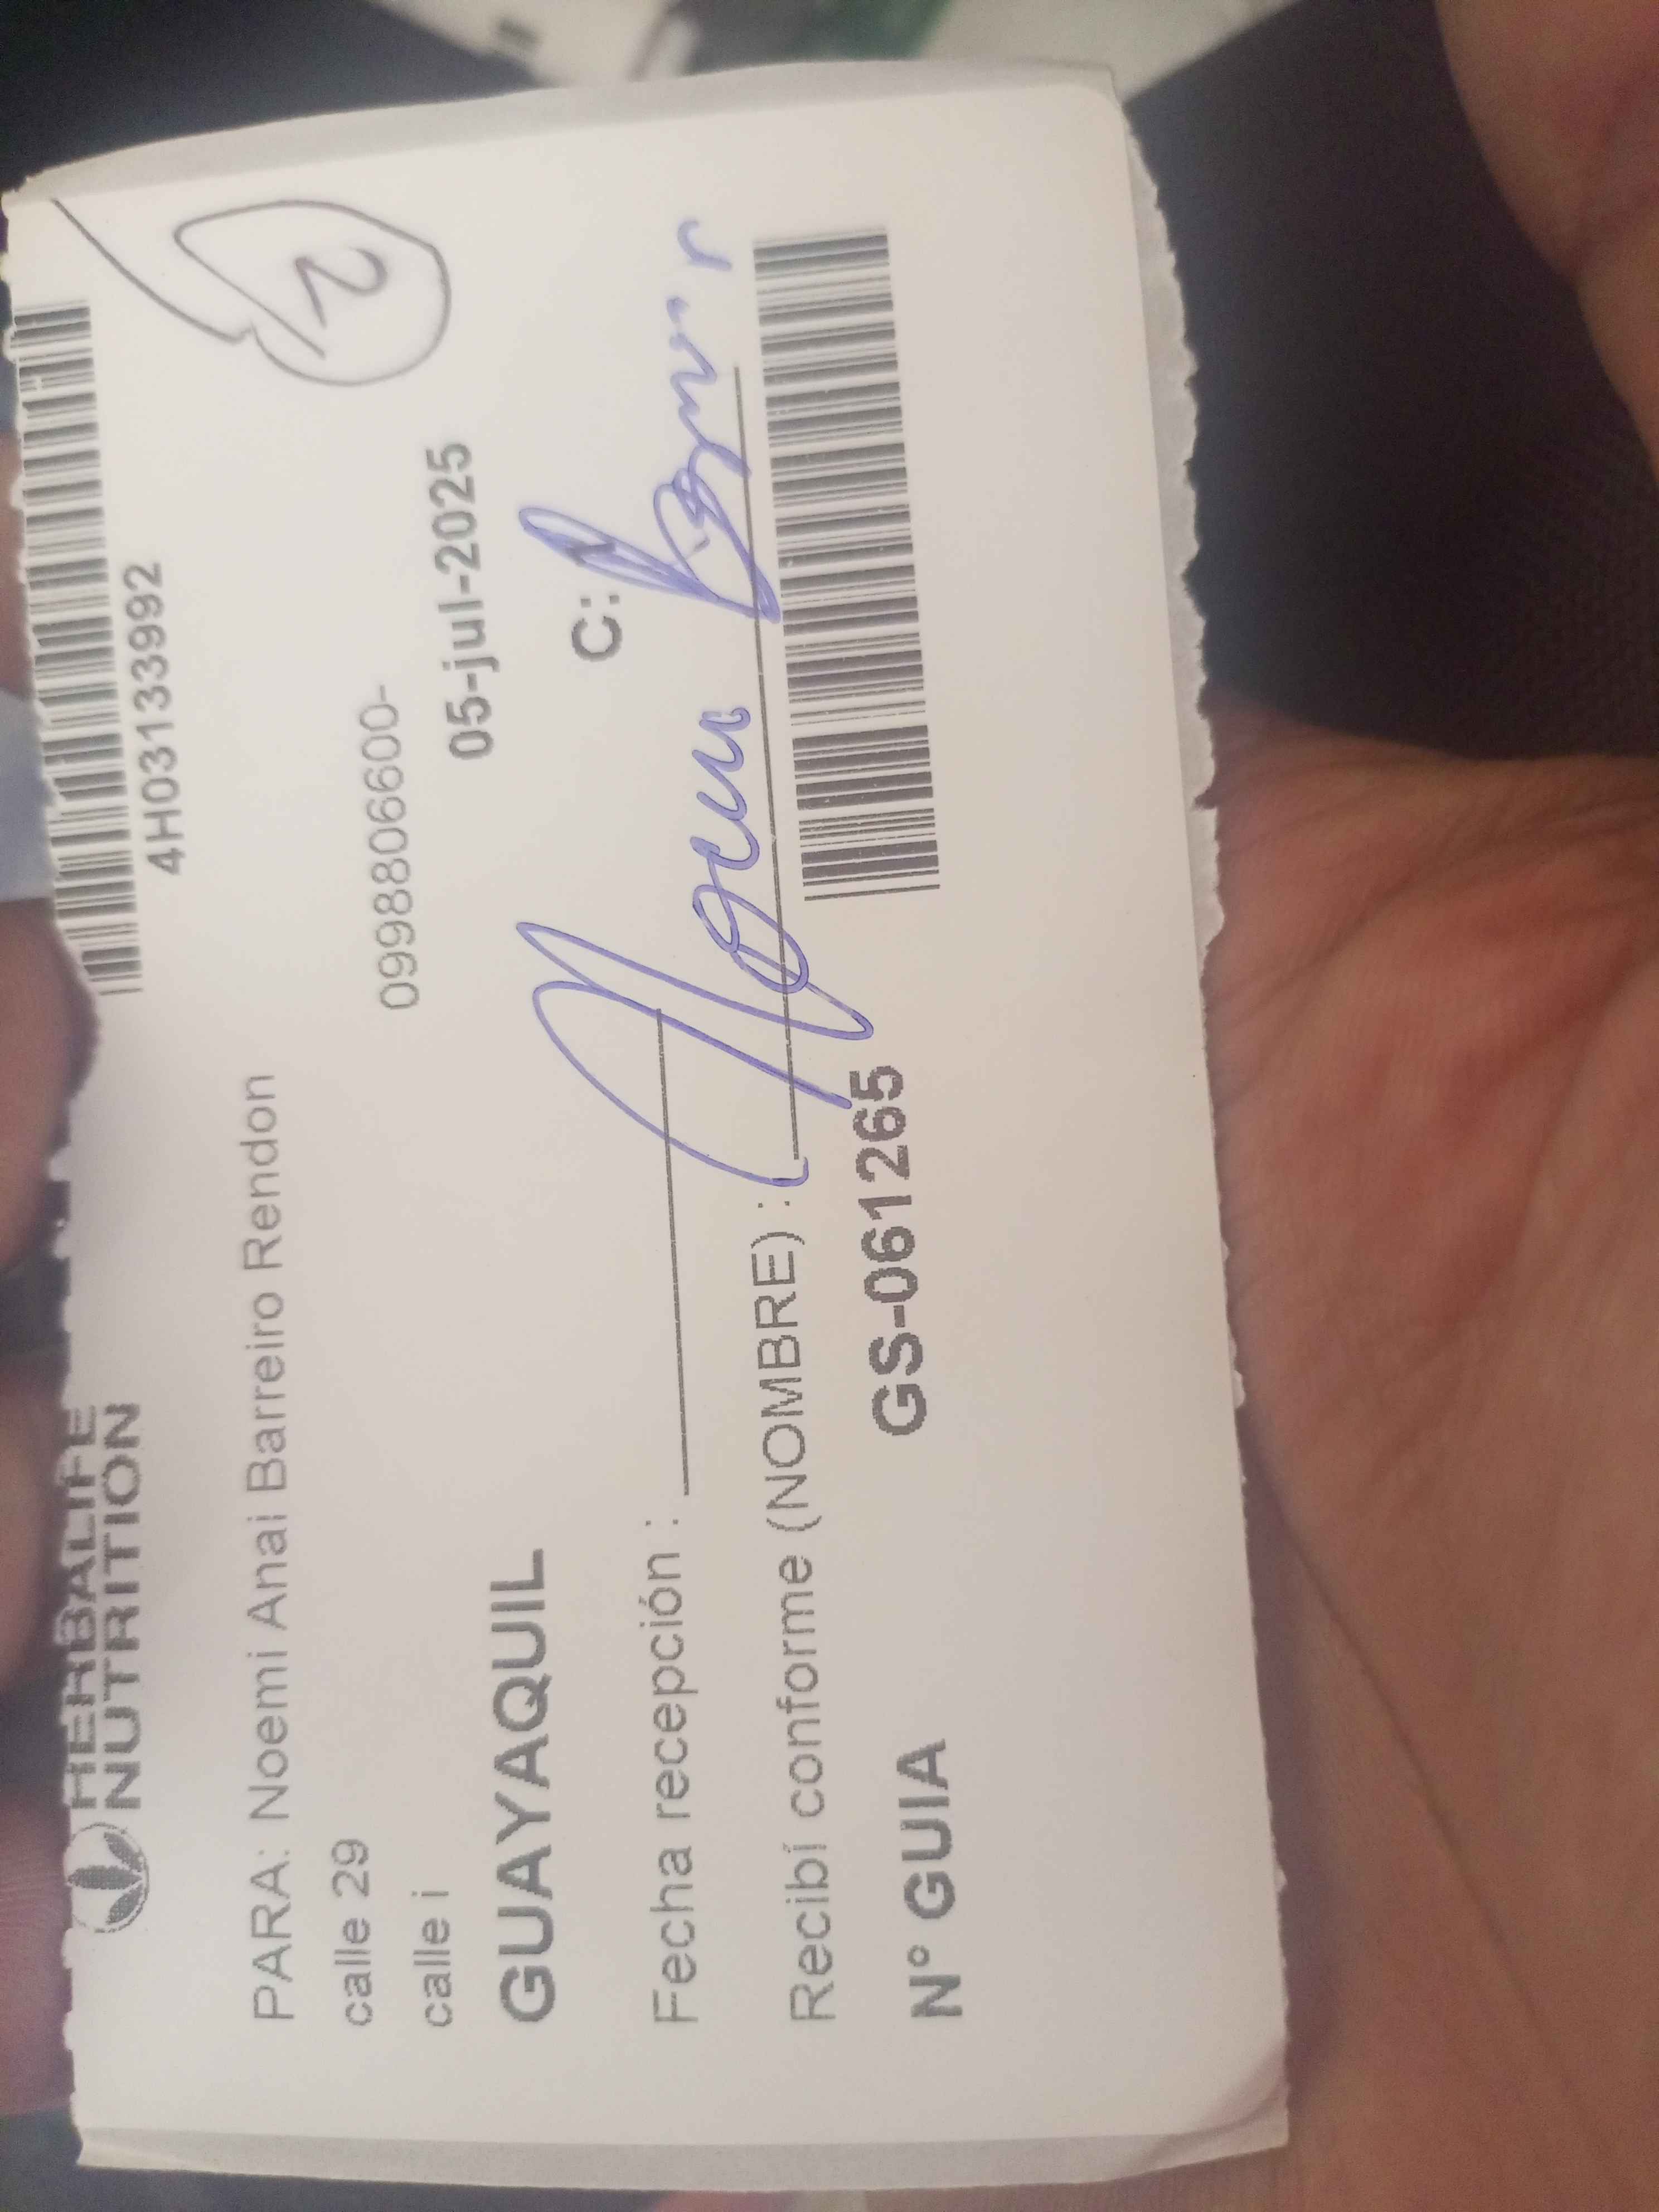 HERBALIFE
NUTRITION
4H03133992
PARA: Noemi Anai Barreiro Rendon
calle 29
0998806600-
2
calle i
05-jul-2025
GUAYAQUIL
C:
Fecha recepción :
Recibí conforme (NOMBRE) :
N° GUIA GS-061265